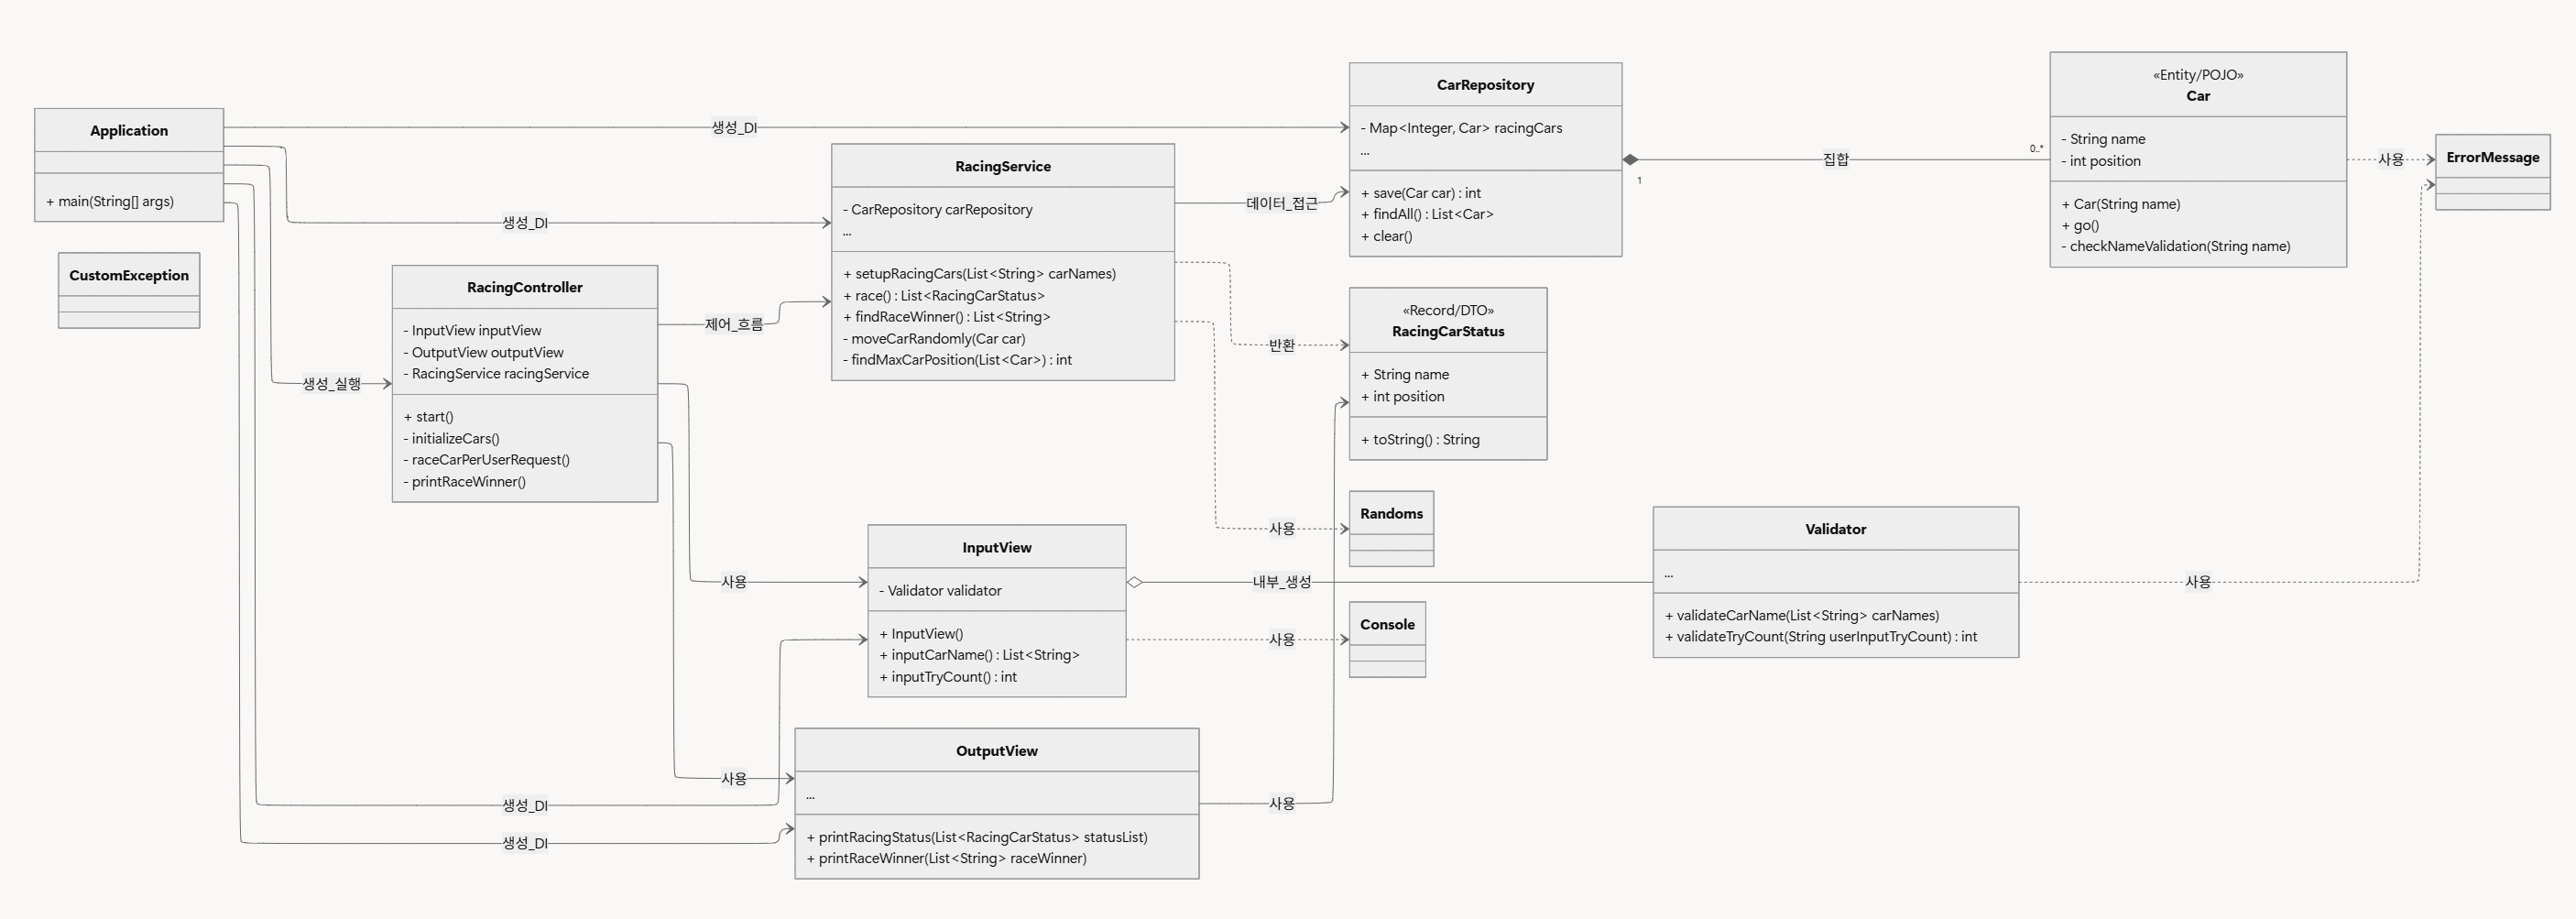 Application
+ main(String[] args)
CustomException
생성_DI
생성_DI
생성_실행
생성_DI
생성_DI
RacingController
- InputView inputView
- OutputView outputView
- RacingService racingService
+ start()
- initializeCars()
- raceCarPerUserRequest()
- printRaceWinner()
제어_흐름
사용
사용
RacingService
- CarRepository carRepository
...
+ setupRacingCars(List<String> carNames)
+ race() : List<RacingCarStatus>
+ findRaceWinner() : List<String>
- moveCarRandomly(Car car)
- findMaxCarPosition(List<Car>) : int
InputView
- Validator validator
+ InputView()
+ inputCarName() : List<String>
+ inputTryCount() : int
OutputView
...
+ printRacingStatus(List<RacingCarStatus> statusList)
+ printRaceWinner(List<String> raceWinner)
데이터_접근
반환
사용
내부_생성
사용
사용
CarRepository
- Map<Integer, Car> racingCars
...
+ save(Car car) : int
+ findAll() : List<Car>
+ clear()
«Record/DTO»
RacingCarStatus
+ String name
+ int position
+ toString() : String
Randoms
Console
1
집합
0..*
Validator
...
+ validateCarName(List<String> carNames)
+ validateTryCount(String userInputTryCount) : int
«Entity/POJO»
Car
- String name
- int position
+ Car(String name)
+ go()
- checkNameValidation(String name)
사용
사용
ErrorMessage